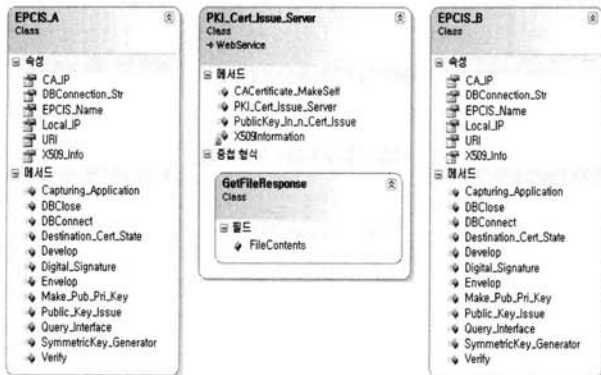 EPCIS_A
Class
속성
CA_IP
DBConnection_Str
EPCIS_Name
Local_IP
URI
X509_Info
메서드
Capturing_Application
DBClose
DBConnect
Destination_Cert_State
Develop
Digital_Signature
Envelop
Make_Pub_Pri_Key
Public_Key_Issue
Query_Interface
SymmetricKey_Generator
Verify
PKI_Cert_Issue_Server
Class
WebService
메서드
CACertificate_MakeSelf
PKI_Cert_Issue_Server
PublicKey_In_n_Cert_Issue
X509Information
중첩 형식
GetFileResponse
Class
필드
FileContents
EPCIS_B
Class
속성
CA_IP
DBConnection_Str
EPCIS_Name
Local_IP
URI
X509_Info
메서드
Capturing_Application
DBClose
DBConnect
Destination_Cert_State
Develop
Digital_Signature
Envelop
Make_Pub_Pri_Key
Public_Key_Issue
Query_Interface
SymmetricKey_Generator
Verify